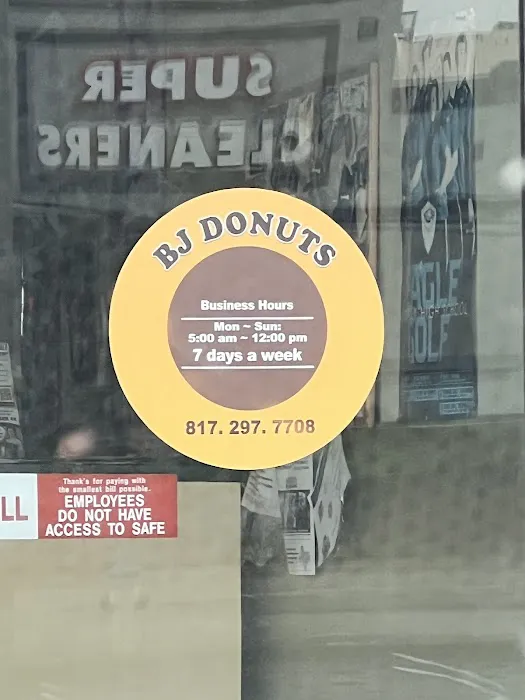 SUPER
CLEANERS
BJ DONUTS
Business Hours
Mon ~ Sun:
5:00 am ~ 12:00 pm
7 days a week
817. 297. 7708
LL
Thank's for paying with
the smallest bill possible.
EMPLOYEES
DO NOT HAVE
ACCESS TO SAFE